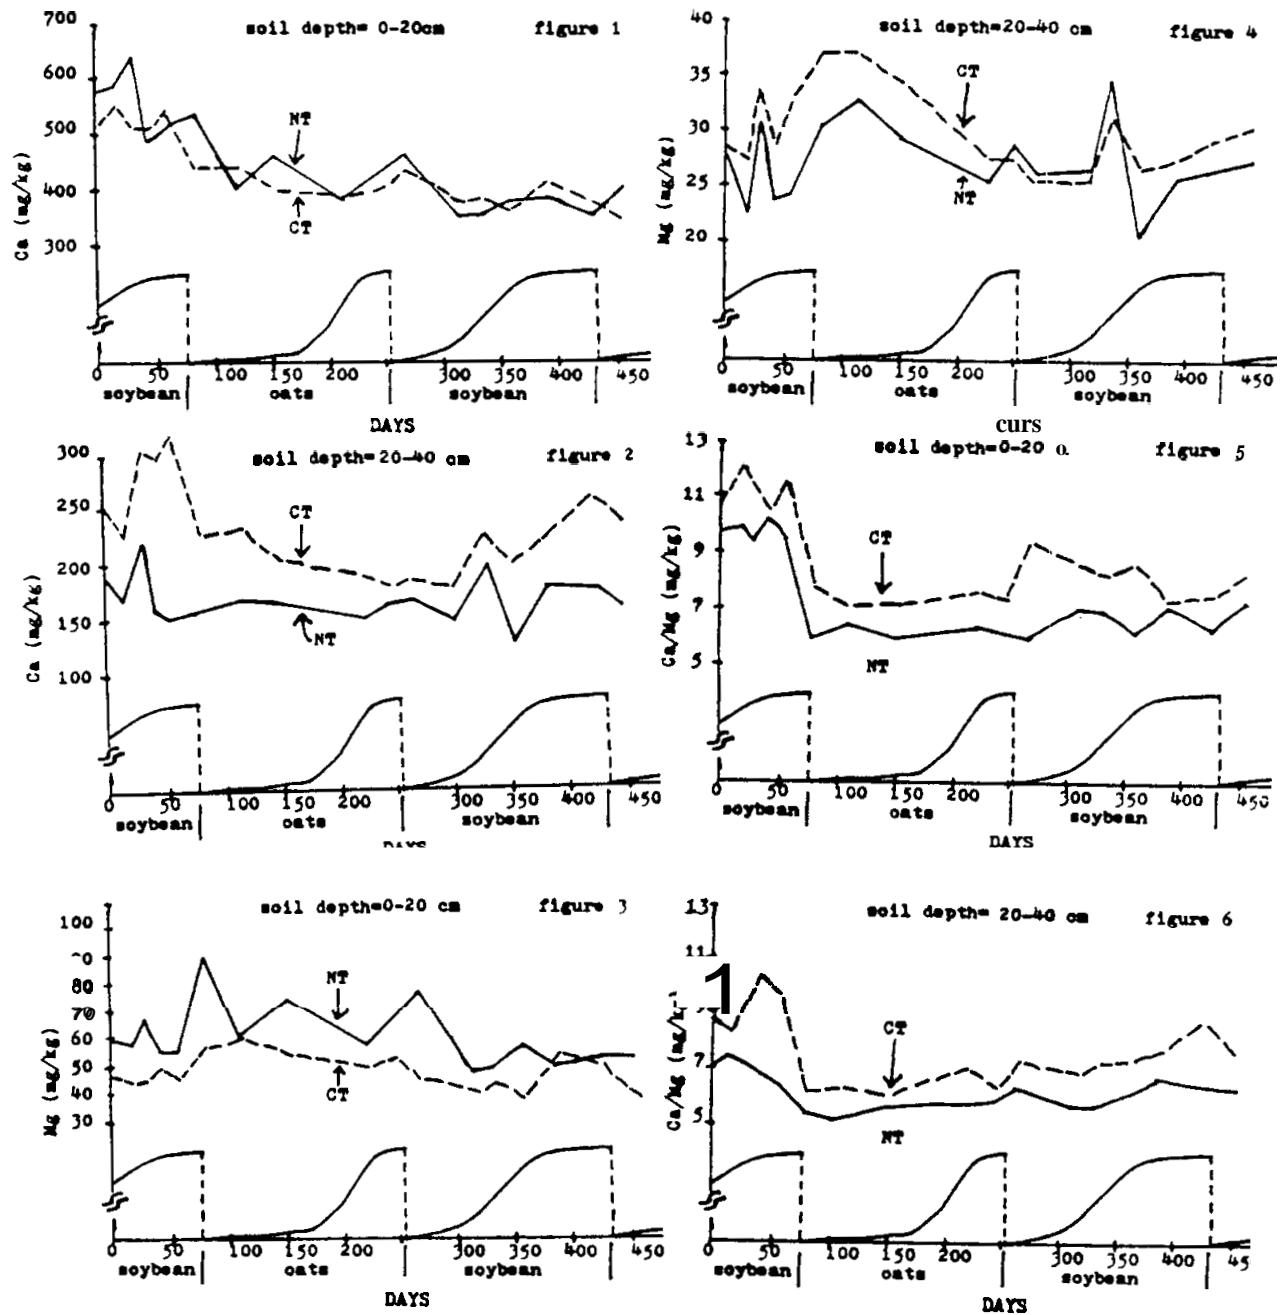 soil depth= 0-20cm figure 1
700
600
500
400
300
Ca (mg/kg)
NT
CT
0 50 100 150 200 250 300 350 400 450
soybean oats soybean
DAYS
soil depth=20-40 cm figure 2
300
250
200
150
100
Ca (mg/kg)
CT
NT
0 50 100 150 200 250 300 350 400 450
soybean oats soybean
DAYS
soil depth=0-20 cm figure 3
100
80
70
60
50
40
30
Mg (mg/kg)
NT
CT
0 50 100 150 200 250 300 350 400 450
soybean oats soybean
DAYS
soil depth=20-40 cm figure 4
40
35
30
25
20
Mg (mg/kg)
CT
NT
0 50 100 150 200 250 300 350 400 450
soybean oats soybean
curs
soil depth=0-20 figure 5
13
11
9
7
5
Ca/Mg (mg/kg)
CT
NT
0 50 100 150 200 250 300 350 400 450
soybean oats soybean
DAYS
soil depth= 20-40 cm figure 6
13
11
1
7
5
Ca/Mg
CT
NT
0 50 100 150 200 250 300 350 400 450
soybean oats soybean
DAYS